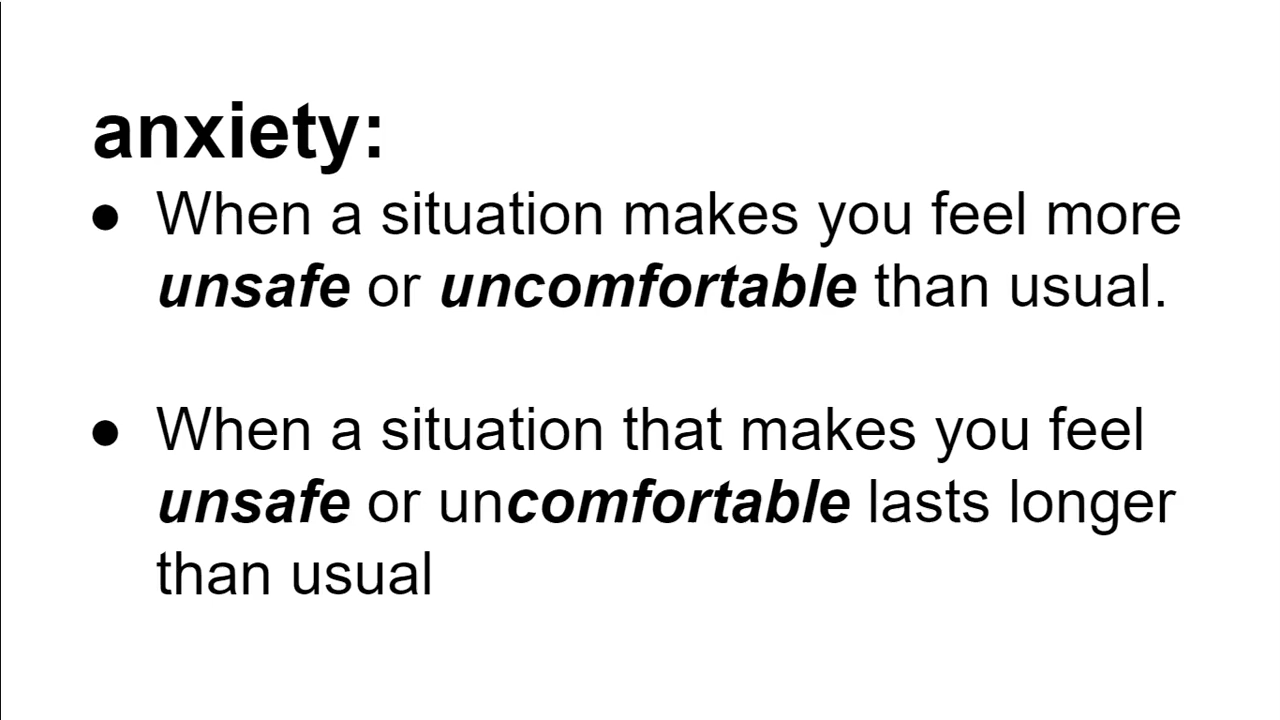 anxiety:
● When a situation makes you feel more
unsafe or uncomfortable than usual.
● When a situation that makes you feel
unsafe or uncomfortable lasts longer
than usual